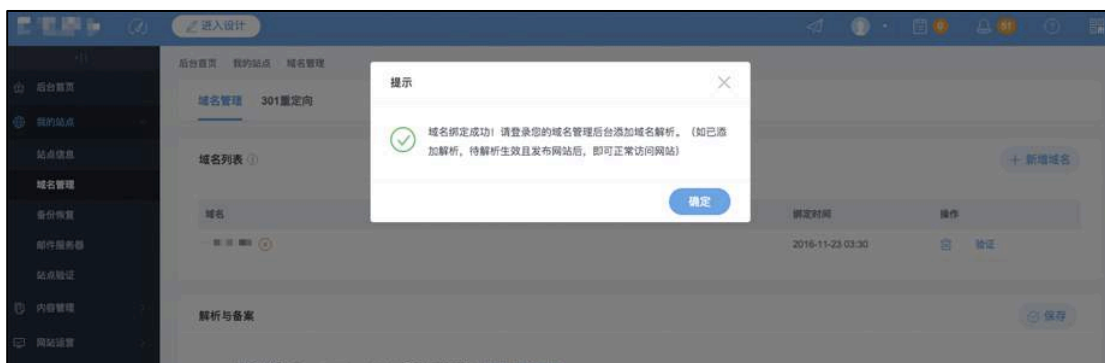 进入设计
0
51
后台首页 我的站点 域名管理
后台首页
域名管理 301重定向
提示
域名绑定成功！请登录您的域名管理后台添加域名解析。（如已添
加解析，待解析生效且发布网站后，即可正常访问网站）
确定
我的站点
站点信息
域名列表
+ 新增域名
域名管理
备份恢复
域名
绑定时间
操作
邮件服务器
2016-11-23 03:30
验证
站点验证
内容管理
解析与备案
保存
网站运营